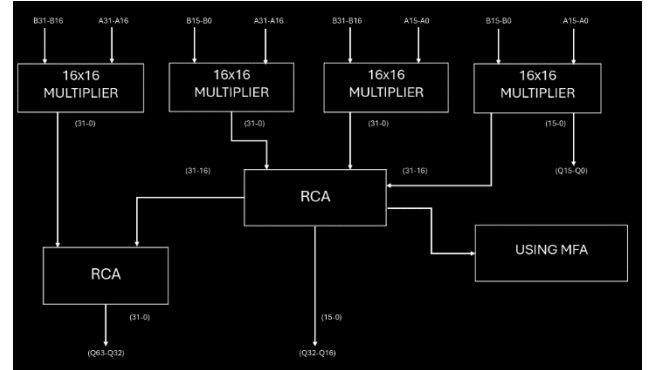 B31-B16 A31-A16 B15-B0 A31-A16 B31-B16 A15-A0 B15-B0 A15-A0
16x16 16x16 16x16 16x16
MULTIPLIER MULTIPLIER MULTIPLIER MULTIPLIER
(31-0) (31-0) (31-0) (15-0)
(31-16) (31-16) (Q15-Q0)
RCA
USING MFA
RCA
(31-0) (15-0)
(Q63-Q32) (Q32-Q16)